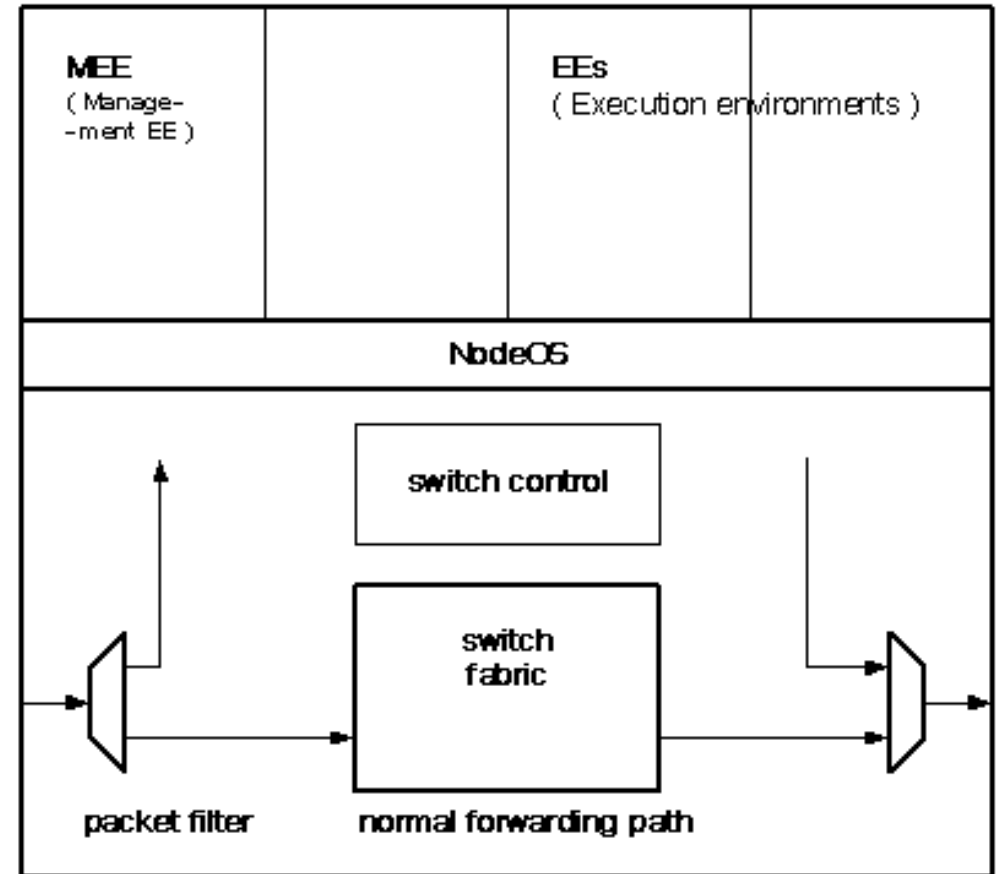 MEE
( Manage-
-ment EE )
EEs
( Execution environments )
NodeOS
switch control
switch
fabric
packet filter
normal forwarding path